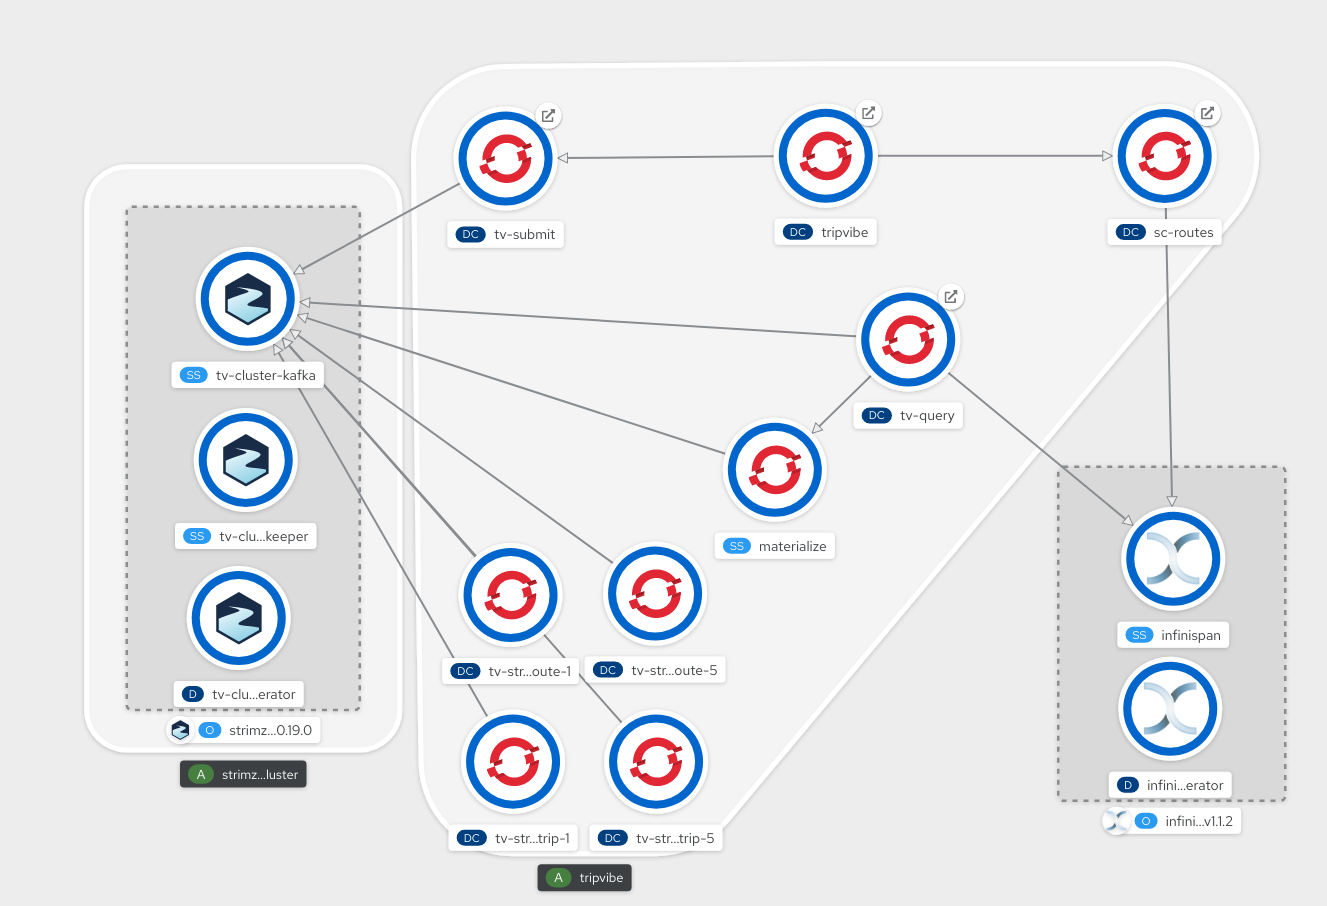 DC tv-submit
DC tripvibe
DC sc-routes
SS tv-cluster-kafka
DC tv-query
SS tv-clu...keeper
SS materialize
SS infinispan
DC tv-str...oute-1
DC tv-str...oute-5
D tv-clu...erator
O strimz...0.19.0
A strimz...luster
D infini...erator
O infini...v1.1.2
DC tv-str...trip-1
DC tv-str...trip-5
A tripvibe